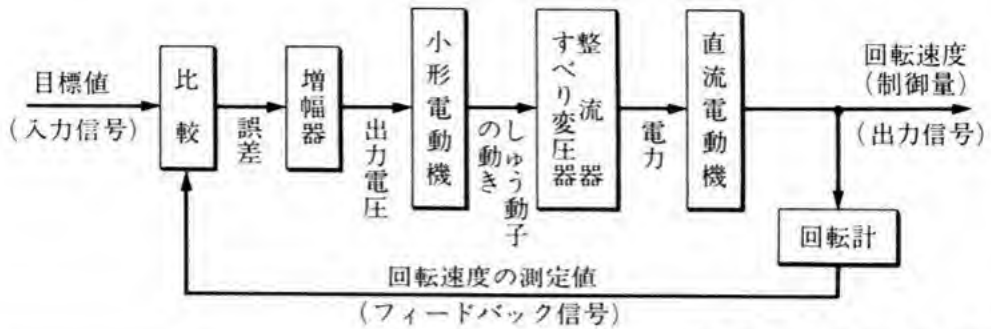 目標値
(入力信号)
比較
誤差
増幅器
出力電圧
小形電動機
しゅう動子
の動き
整流器
すべり変圧器
電力
直流電動機
回転速度
(制御量)
(出力信号)
回転計
回転速度の測定値
(フィードバック信号)